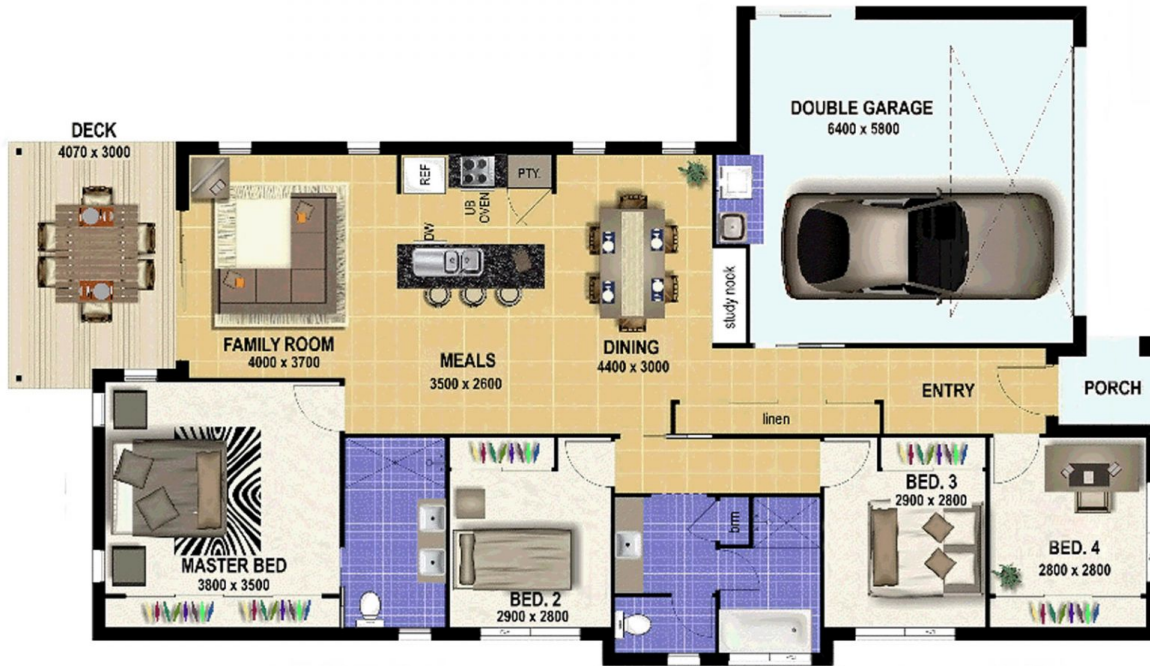 DOUBLE GARAGE
6400 x 5800
DECK
4070 x 3000
REF
UB
OVEN
PTY.
DW
study nook
FAMILY ROOM
4000 x 3700
MEALS
3500 x 2600
DINING
4400 x 3000
ENTRY
PORCH
linen
MASTER BED
3800 x 3500
BED. 2
2900 x 2800
brm
BED. 3
2900 x 2800
BED. 4
2800 x 2800